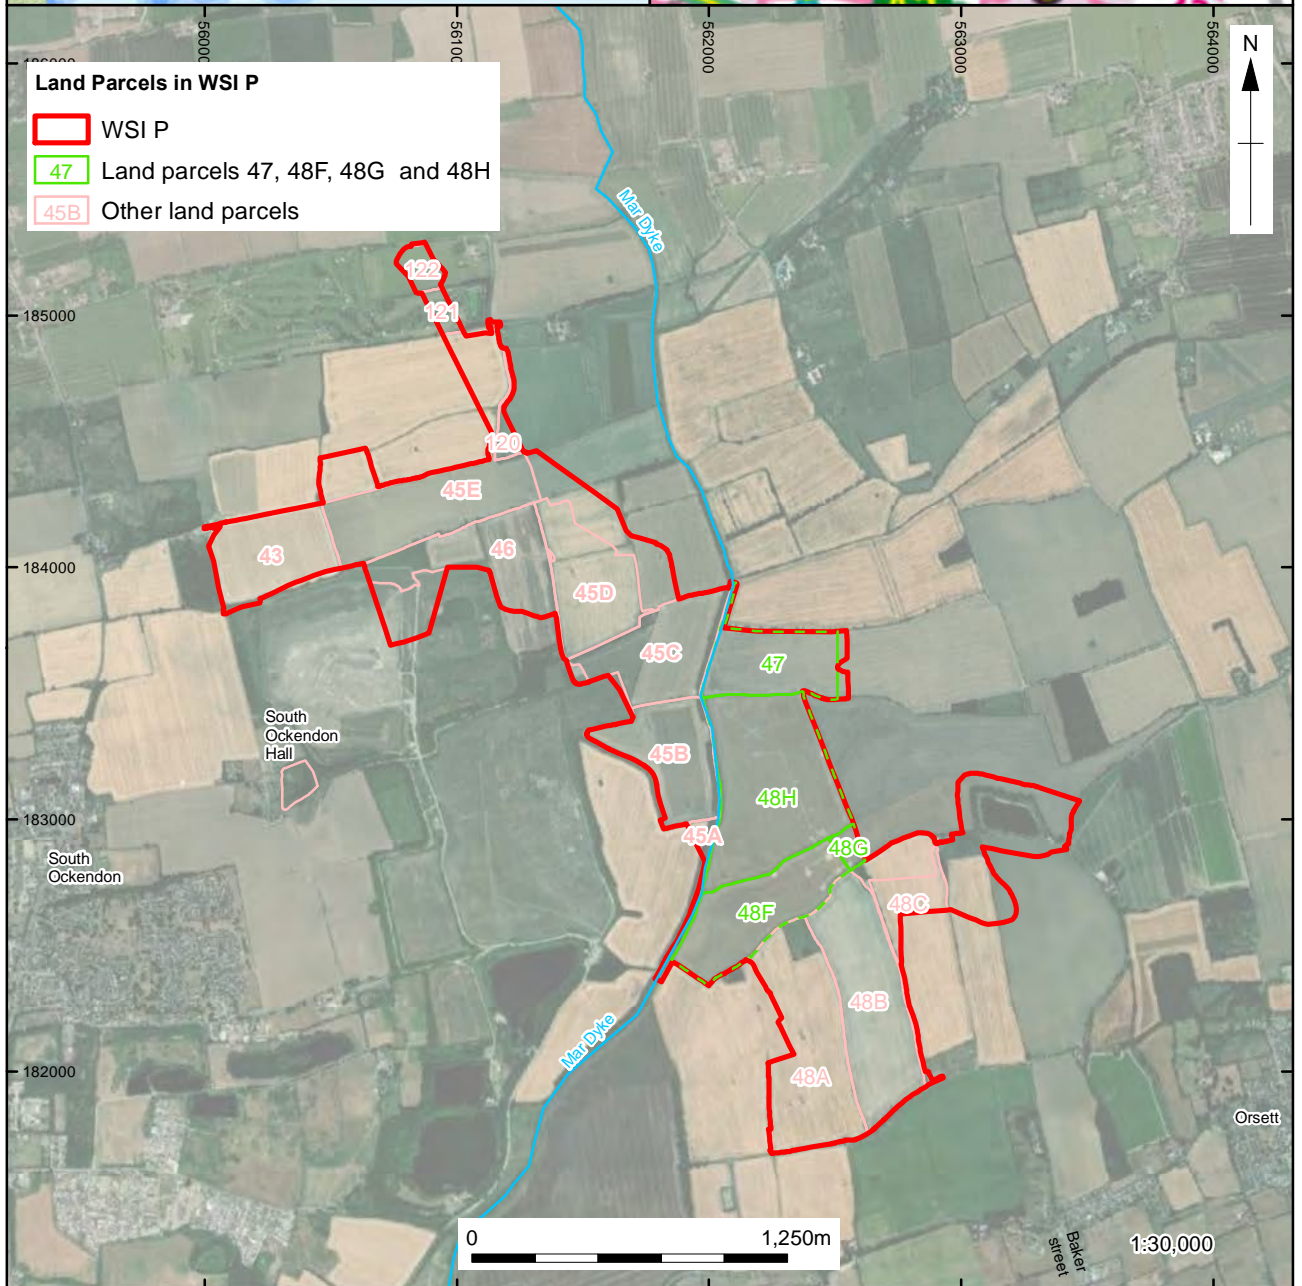 560000
561000
562000
563000
564000
186000
Land Parcels in WSI P
WSI P
47
Land parcels 47, 48F, 48G and 48H
45B
Other land parcels
N
Mar Dyke
122
121
185000
120
45E
43
46
184000
45D
45C
47
South
Ockendon
Hall
45B
48H
183000
45A
48G
South
Ockendon
48C
48F
48B
Mar Dyke
182000
48A
Orsett
0
1,250m
Baker
street
1:30,000